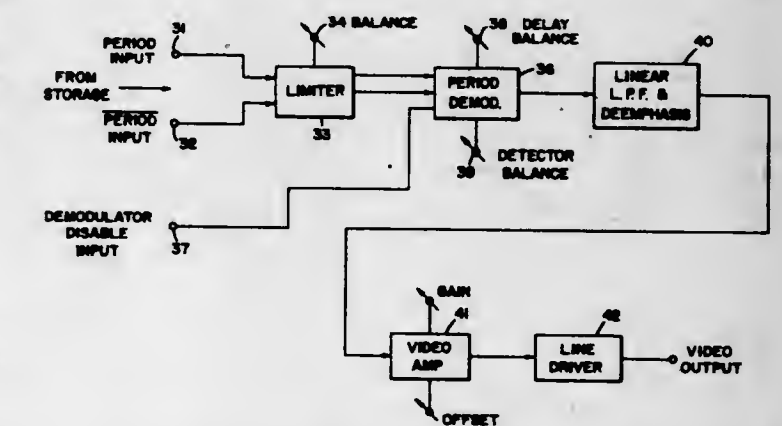 31
34 BALANCE
38 DELAY
BALANCE
40
PERIOD
INPUT
36
FROM
STORAGE
LIMITER
PERIOD
DEMOD.
LINEAR
L.P.F. &
DEEMPHASIS
PERIOD
INPUT
32
33
39
DETECTOR
BALANCE
DEMODULATOR
DISABLE
INPUT
37
GAIN
41
42
VIDEO
AMP
LINE
DRIVER
VIDEO
OUTPUT
OFFSET